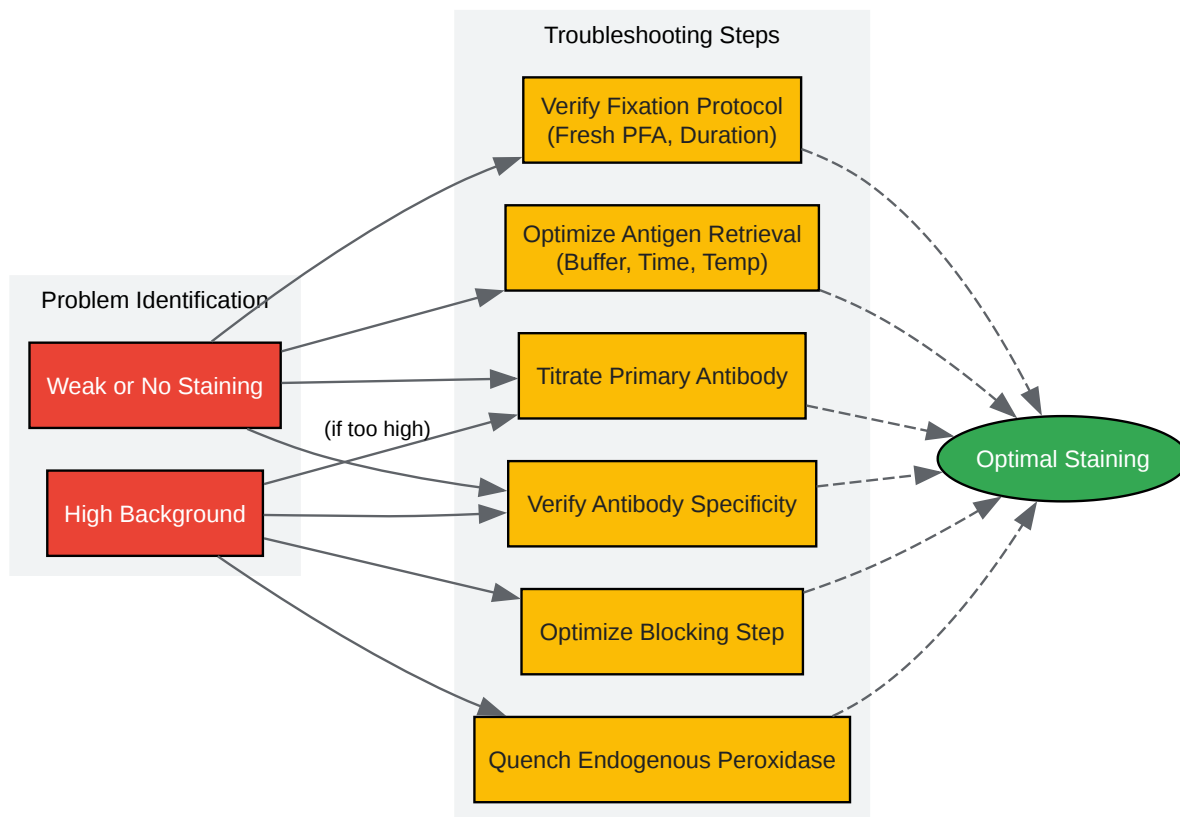 Troubleshooting Steps
Verify Fixation Protocol
(Fresh PFA, Duration)
Optimize Antigen Retrieval
(Buffer, Time, Temp)
Problem Identification
Weak or No Staining
Titrate Primary Antibody
(if too high)
Optimal Staining
High Background
Verify Antibody Specificity
Optimize Blocking Step
Quench Endogenous Peroxidase